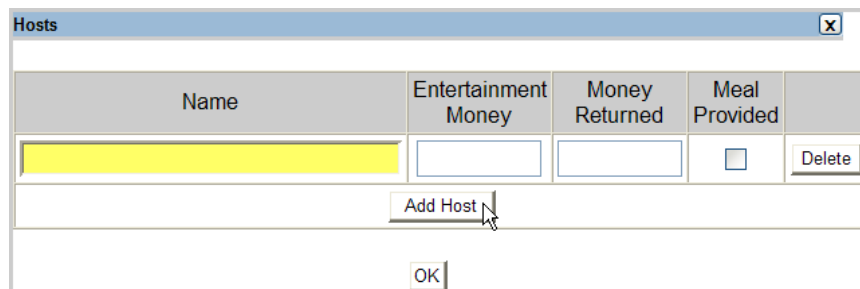 Hosts x
Name Entertainment Money Money Returned Meal Provided
Delete
Add Host
OK